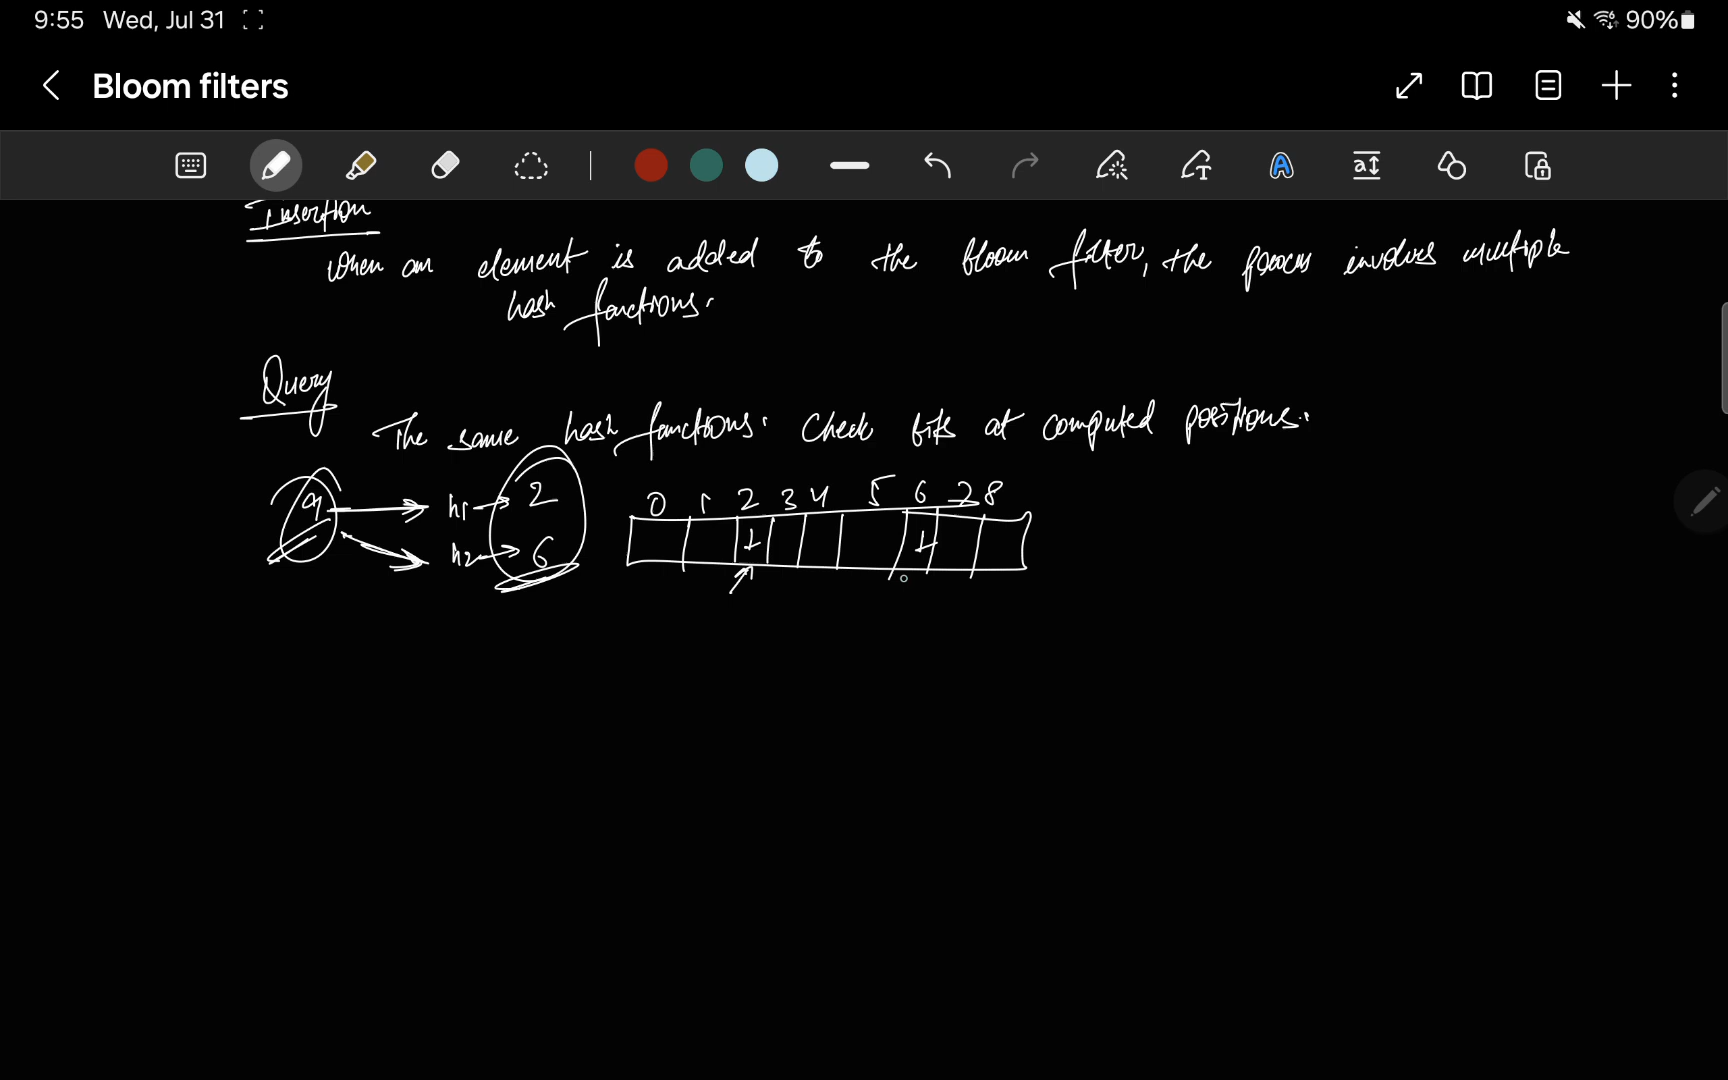 9:55 Wed, Jul 31 90%
Bloom filters
Insertion
When an element is added to the bloom filter, the process involves multiple
hash functions.
Query
The same hash functions. Check bits at computed positions.
0 1 2 3 4 5 6 7 8
9 h1 2
1 1
h2 6